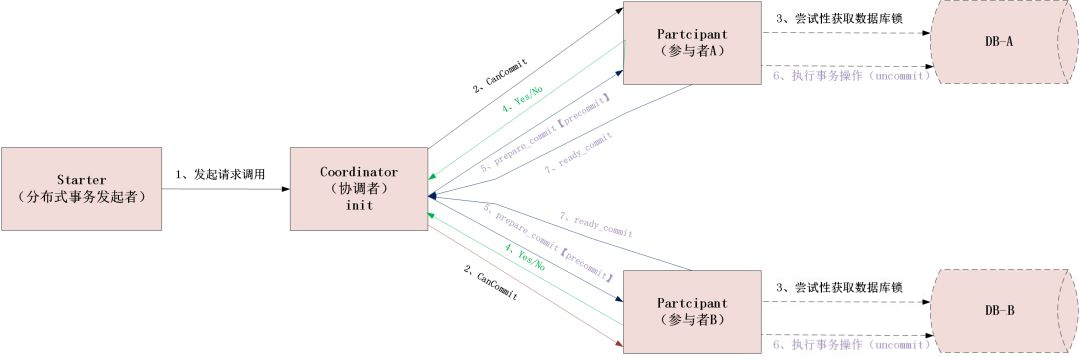 Starter
（分布式事务发起者）
1、发起请求调用
Coordinator
（协调者）
init
2、CanCommit
4、Yes/No
5、prepare_commit【precommit】
7、ready_commit
Partcipant
（参与者A）
3、尝试性获取数据库锁
6、执行事务操作（uncommit）
DB-A
7、ready_commit
5、prepare_commit【precommit】
4、Yes/No
2、CanCommit
Partcipant
（参与者B）
3、尝试性获取数据库锁
6、执行事务操作（uncommit）
DB-B